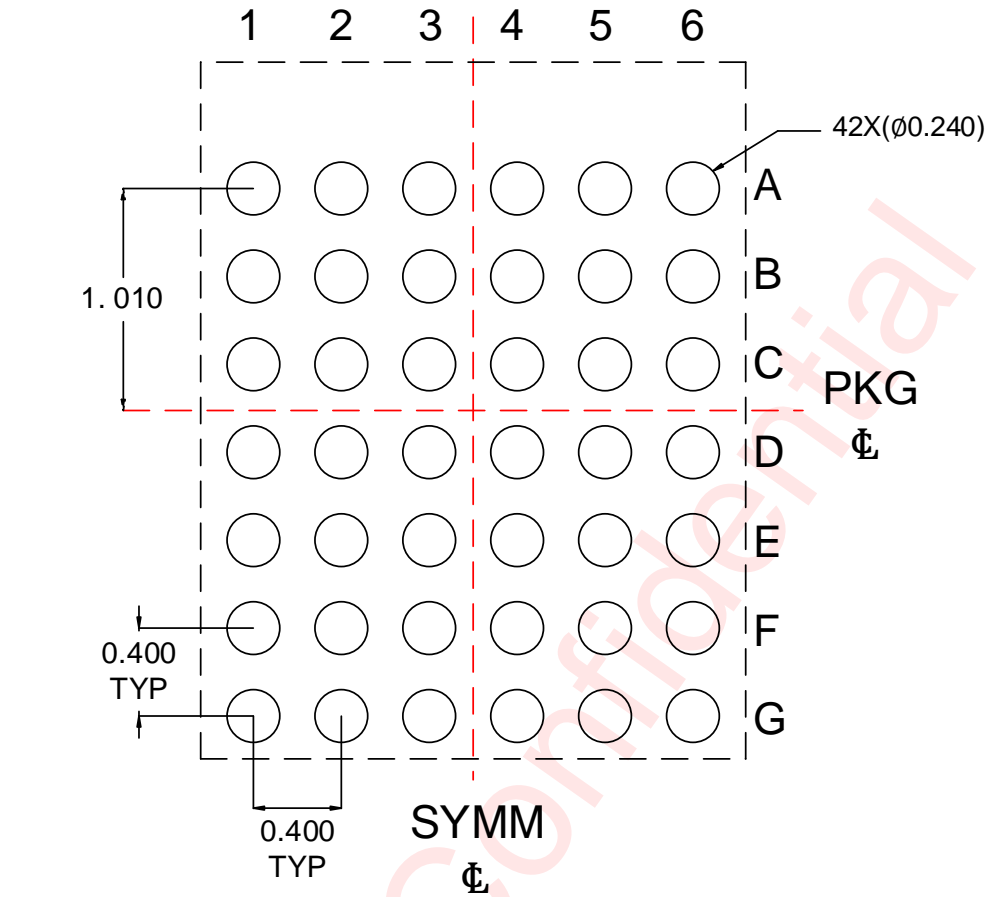 1 2 3 4 5 6
42X(Ø0.240)
A
B
1. 010
C
PKG
℄
D
E
F
0.400
TYP
G
0.400
TYP
SYMM
℄
Confidential